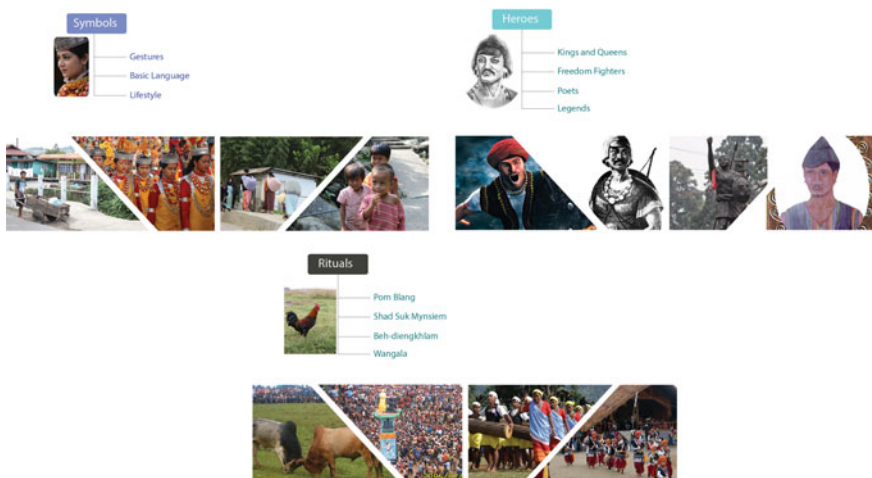 Symbols
Gestures
Basic Language
Lifestyle
Heroes
Kings and Queens
Freedom Fighters
Poets
Legends
Rituals
Pom Blang
Shad Suk Mynsiem
Beh-diengkhlam
Wangala